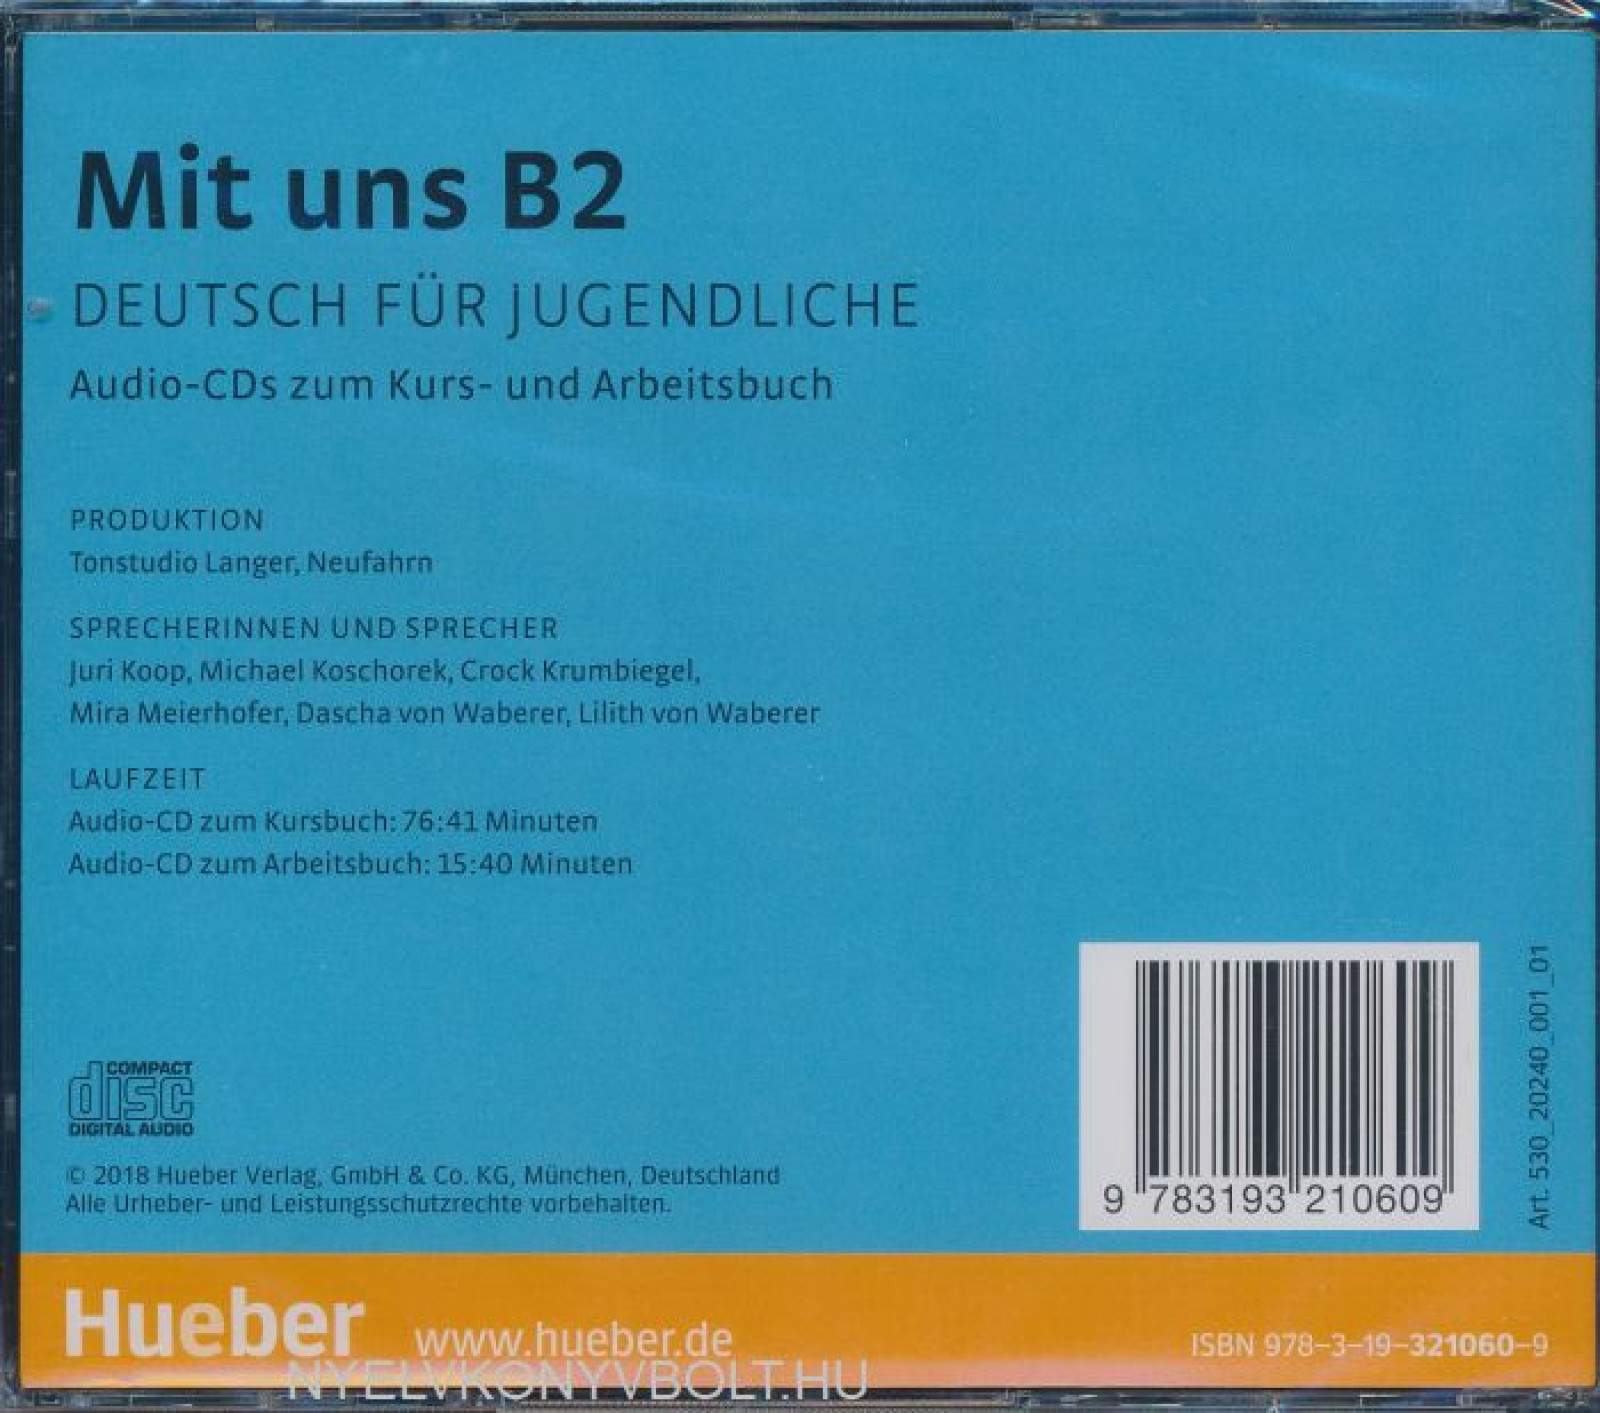 Mit uns B2
DEUTSCH FÜR JUGENDLICHE
Audio-CDs zum Kurs- und Arbeitsbuch
PRODUKTION
Tonstudio Langer, Neufahrn
SPRECHERINNEN UND SPRECHER
Juri Koop, Michael Koschorek, Crock Krumbiegel,
Mira Meierhofer, Dascha von Waberer, Lilith von Waberer
LAUFZEIT
Audio-CD zum Kursbuch: 76:41 Minuten
Audio-CD zum Arbeitsbuch: 15:40 Minuten
COMPACT
disc
DIGITAL AUDIO
© 2018 Hueber Verlag, GmbH & Co. KG, München, Deutschland
Alle Urheber- und Leistungsschutzrechte vorbehalten.
9 783193 210609
Art. 530_20240_001_01
Hueber www.hueber.de
ISBN 978-3-19-321060-9
NYELVKONYVBOLT.HU